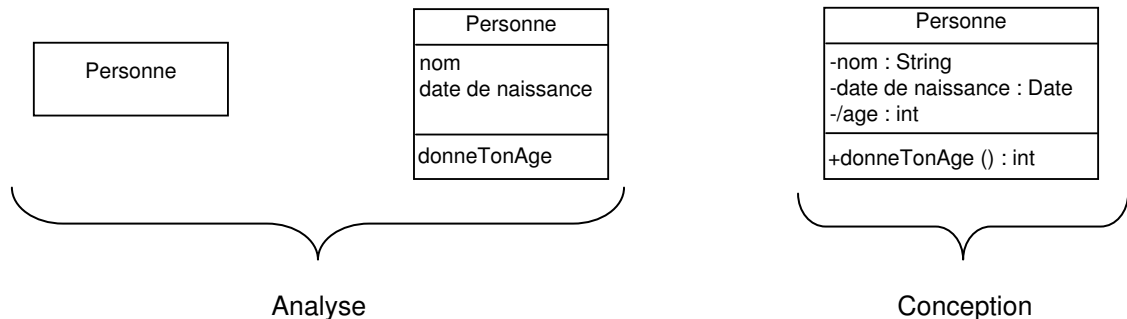 Personne
Personne
nom
date de naissance
donneTonAge
Personne
-nom : String
-date de naissance : Date
-/age : int
+donneTonAge () : int
Analyse
Conception